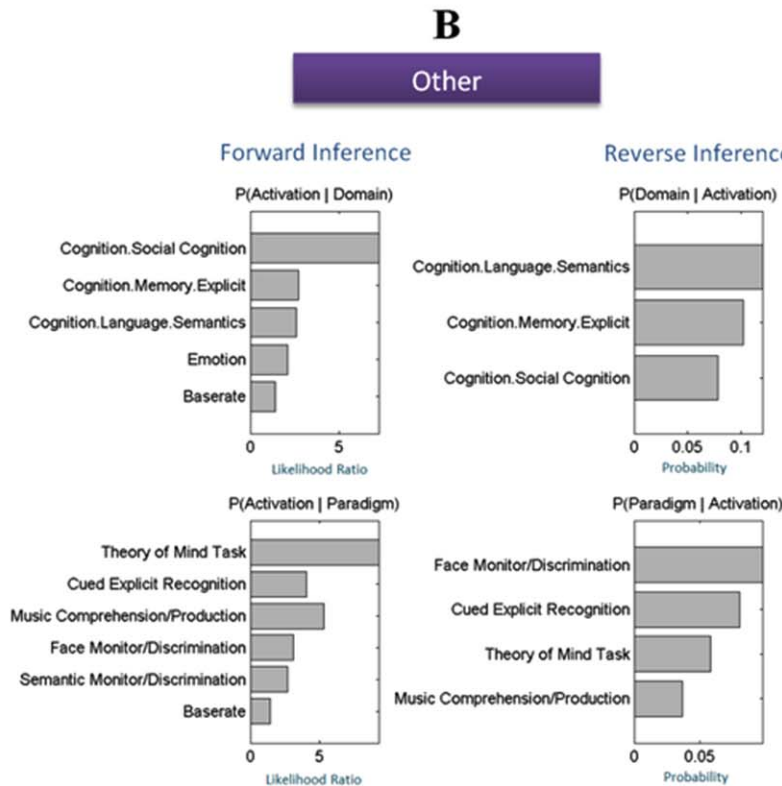 B
Other
Forward Inference
P(Activation | Domain)
Cognition.Social Cognition
Cognition.Memory.Explicit
Cognition.Language.Semantics
Emotion
Baserate
0 5
Likelihood Ratio
Reverse Inference
P(Domain | Activation)
Cognition.Language.Semantics
Cognition.Memory.Explicit
Cognition.Social Cognition
0 0.05 0.1
Probability
P(Activation | Paradigm)
Theory of Mind Task
Cued Explicit Recognition
Music Comprehension/Production
Face Monitor/Discrimination
Semantic Monitor/Discrimination
Baserate
0 5
Likelihood Ratio
P(Paradigm | Activation)
Face Monitor/Discrimination
Cued Explicit Recognition
Theory of Mind Task
Music Comprehension/Production
0 0.05
Probability